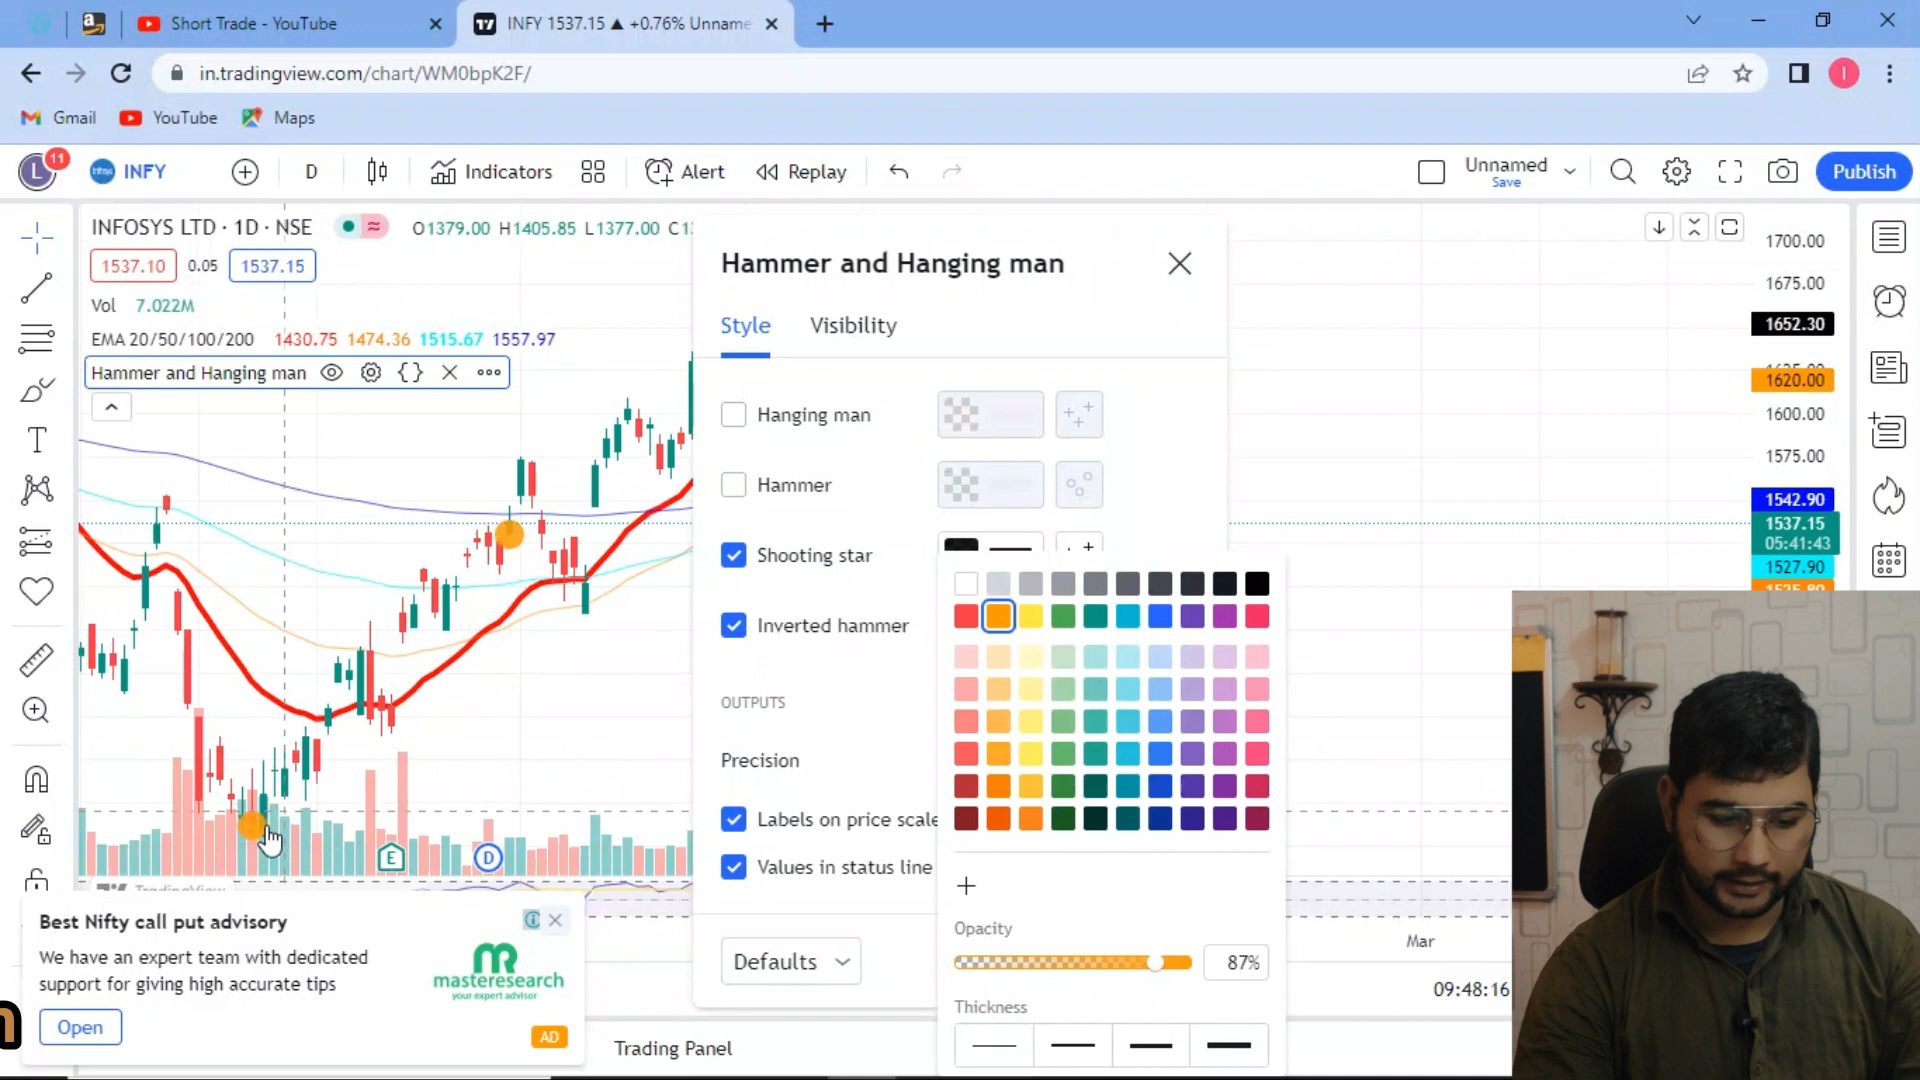 Short Trade - YouTube
INFY 1537.15 ▲ +0.76% Unname
in.tradingview.com/chart/WM0bpK2F/
I
Gmail
YouTube
Maps
L
11
INFY
D
Indicators
Alert
Replay
Unnamed
Save
Publish
INFOSYS LTD · 1D · NSE
O1379.00 H1405.85 L1377.00 C1
1537.10
0.05
1537.15
Vol 7.022M
EMA 20/50/100/200 1430.75 1474.36 1515.67 1557.97
Hammer and Hanging man
E
D
Hammer and Hanging man
Style
Visibility
Hanging man
Hammer
Shooting star
Inverted hammer
OUTPUTS
Precision
Labels on price scale
Values in status line
Defaults
Opacity
87%
Thickness
1700.00
1675.00
1652.30
1620.00
1600.00
1575.00
1542.90
1537.15
05:41:43
1527.90
Mar
09:48:16
Best Nifty call put advisory
We have an expert team with dedicated
support for giving high accurate tips
Open
masteresearch
your expert advisor
AD
Trading Panel